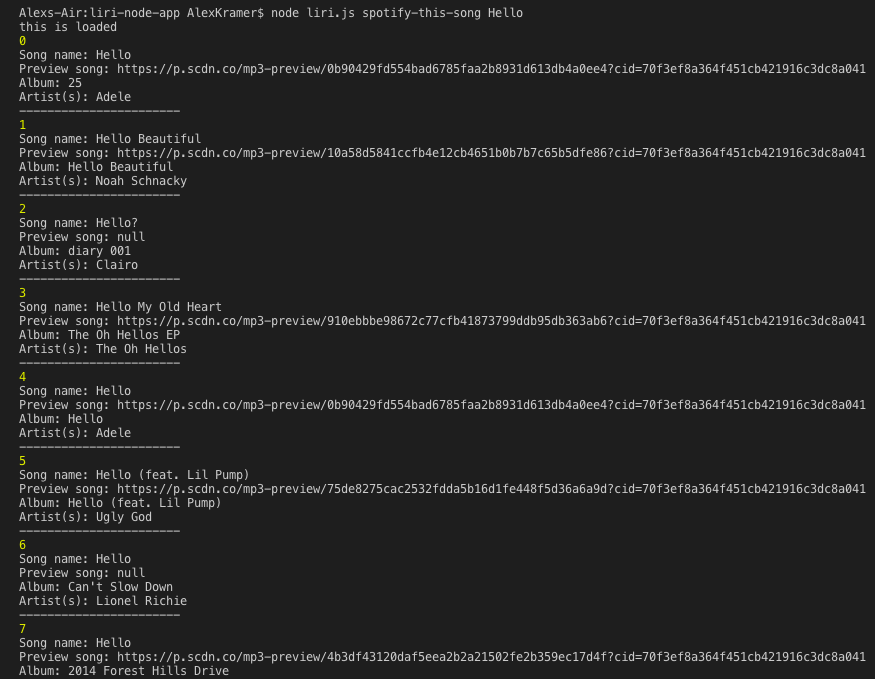 Alexs-Air:liri-node-app AlexKramer$ node liri.js spotify-this-song Hello
this is loaded
0
Song name: Hello
Preview song: https://p.scdn.co/mp3-preview/0b90429fd554bad6785faa2b8931d613db4a0ee4?cid=70f3ef8a364f451cb421916c3dc8a041
Album: 25
Artist(s): Adele
-----------------------
1
Song name: Hello Beautiful
Preview song: https://p.scdn.co/mp3-preview/10a58d5841ccfb4e12cb4651b0b7b7c65b5dfe86?cid=70f3ef8a364f451cb421916c3dc8a041
Album: Hello Beautiful
Artist(s): Noah Schnacky
-----------------------
2
Song name: Hello?
Preview song: null
Album: diary 001
Artist(s): Clairo
-----------------------
3
Song name: Hello My Old Heart
Preview song: https://p.scdn.co/mp3-preview/910ebbbe98672c77cfb41873799ddb95db363ab6?cid=70f3ef8a364f451cb421916c3dc8a041
Album: The Oh Hellos EP
Artist(s): The Oh Hellos
-----------------------
4
Song name: Hello
Preview song: https://p.scdn.co/mp3-preview/0b90429fd554bad6785faa2b8931d613db4a0ee4?cid=70f3ef8a364f451cb421916c3dc8a041
Album: Hello
Artist(s): Adele
-----------------------
5
Song name: Hello (feat. Lil Pump)
Preview song: https://p.scdn.co/mp3-preview/75de8275cac2532fdda5b16d1fe448f5d36a6a9d?cid=70f3ef8a364f451cb421916c3dc8a041
Album: Hello (feat. Lil Pump)
Artist(s): Ugly God
-----------------------
6
Song name: Hello
Preview song: null
Album: Can't Slow Down
Artist(s): Lionel Richie
-----------------------
7
Song name: Hello
Preview song: https://p.scdn.co/mp3-preview/4b3df43120daf5eea2b2a21502fe2b359ec17d4f?cid=70f3ef8a364f451cb421916c3dc8a041
Album: 2014 Forest Hills Drive